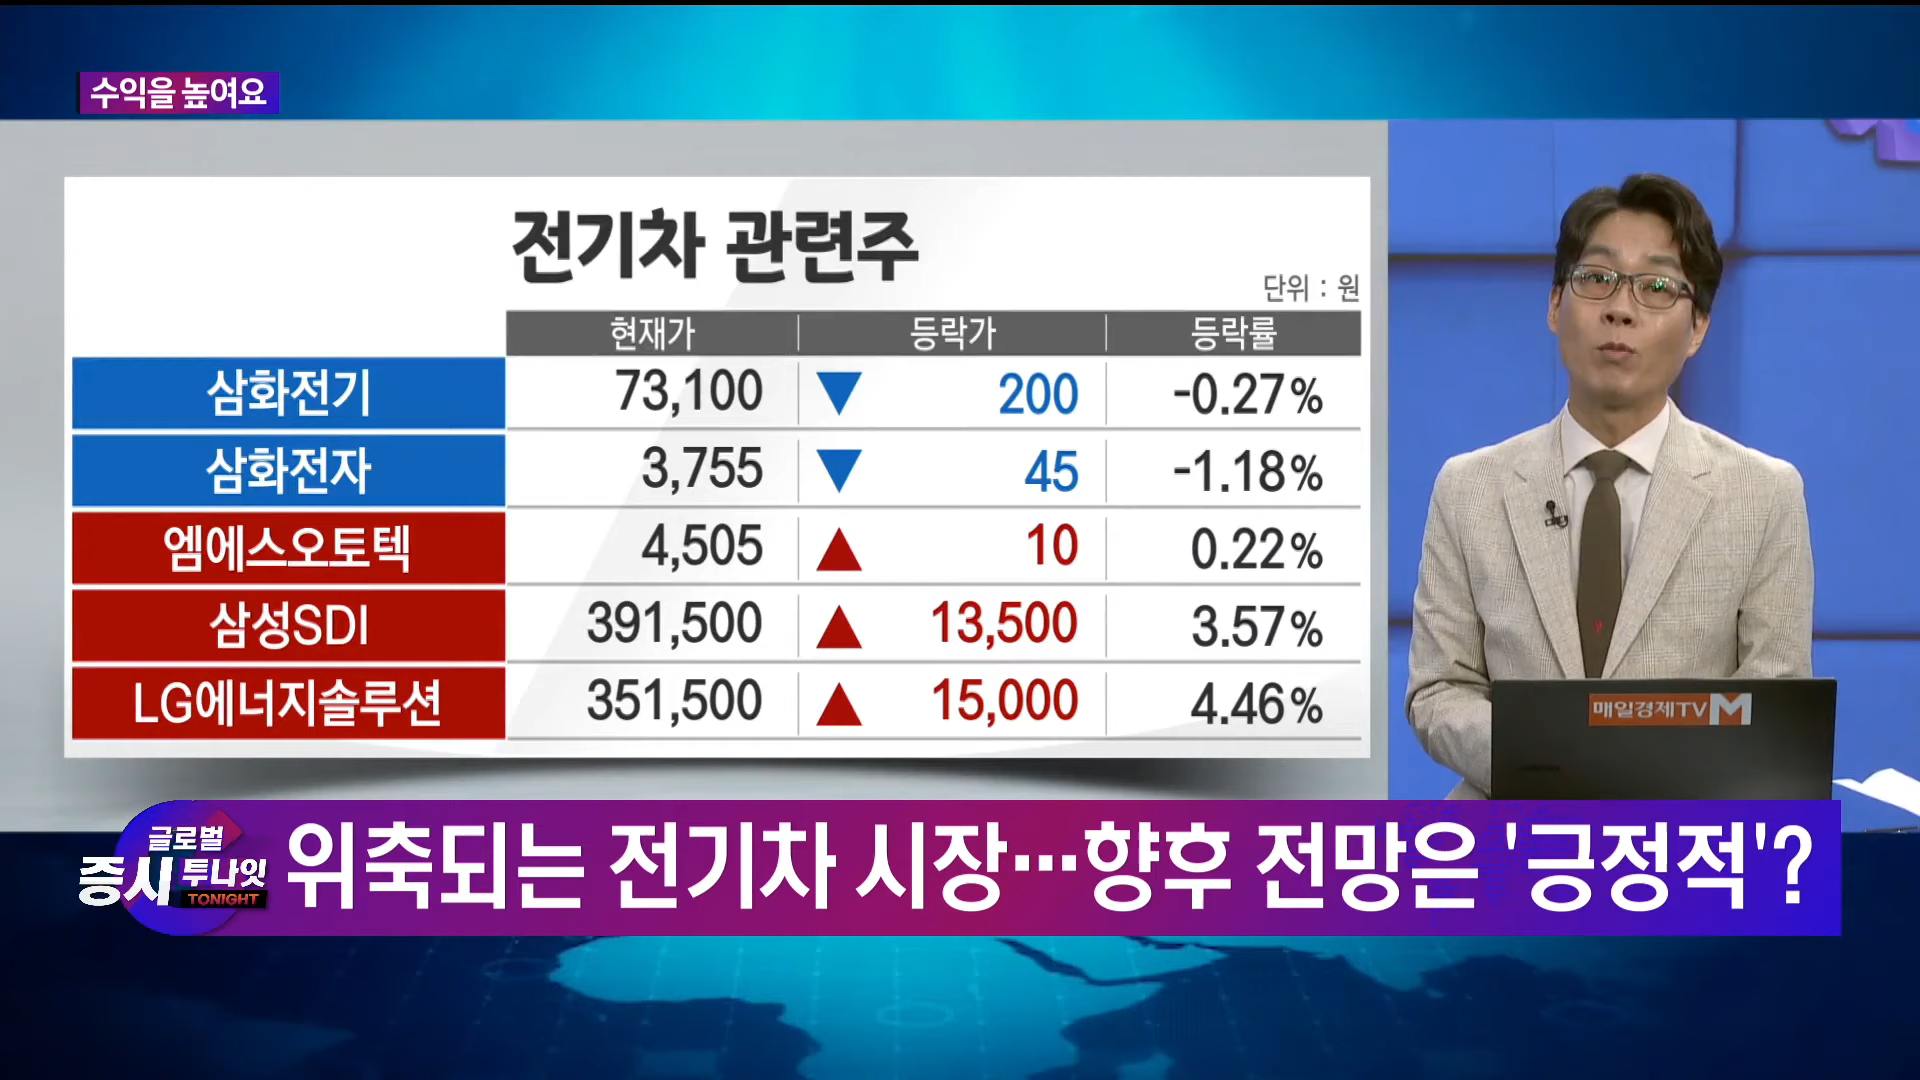 수익을 높여요
전기차 관련주
단위 : 원
현재가 등락가 등락률
삼화전기 73,100 ▼ 200 -0.27%
삼화전자 3,755 ▼ 45 -1.18%
엠에스오토텍 4,505 ▲ 10 0.22%
삼성SDI 391,500 ▲ 13,500 3.57%
LG에너지솔루션 351,500 ▲ 15,000 4.46%
매일경제TV M
글로벌
증시 투나잇
TONIGHT
위축되는 전기차 시장…향후 전망은 '긍정적'?